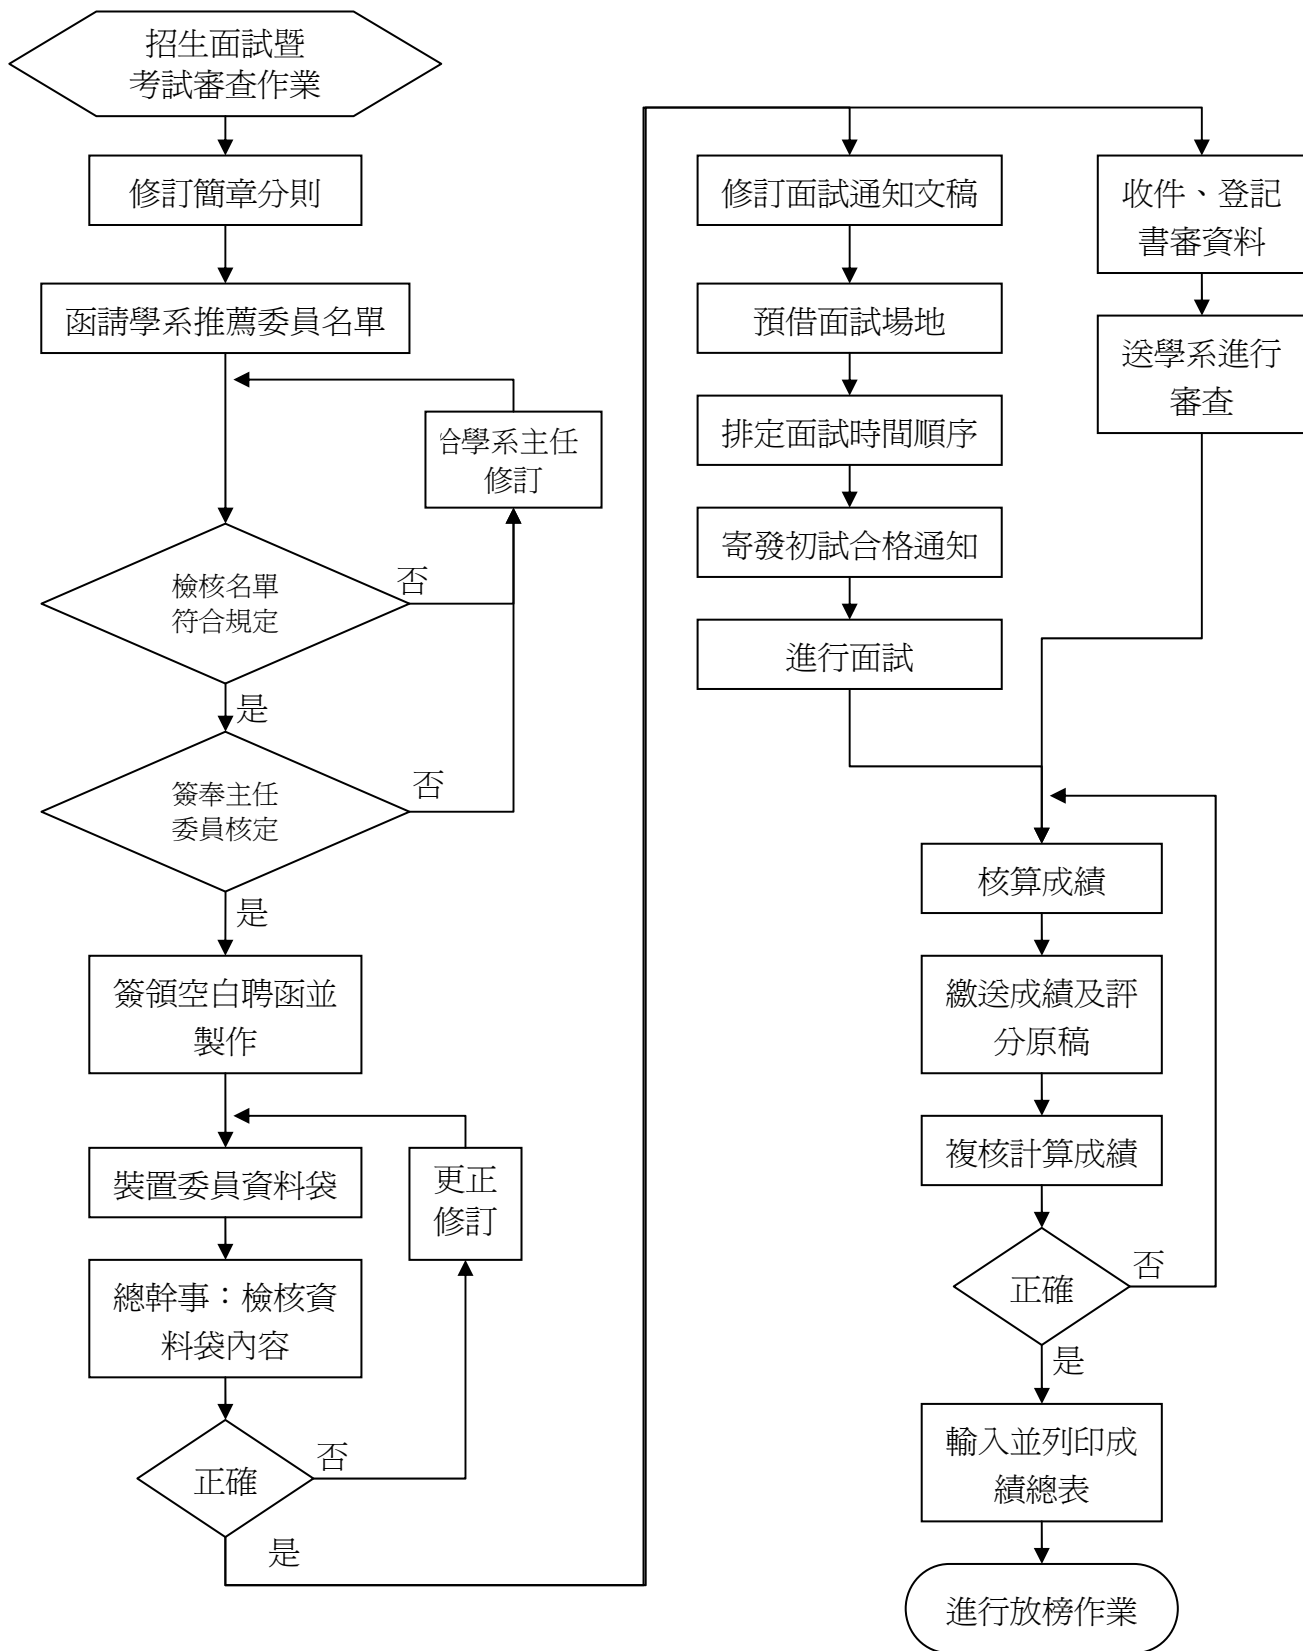 招生面試暨
考試審查作業
修訂簡章分則
函請學系推薦委員名單
學系主任
修訂
檢核名單
符合規定
否
是
簽奉主任
委員核定
否
是
簽領空白聘函並
製作
裝置委員資料袋
更正
修訂
總幹事：檢核資
料袋內容
正確
否
是
修訂面試通知文稿
預借面試場地
排定面試時間順序
寄發初試合格通知
進行面試
收件、登記
書審資料
送學系進行
審查
核算成績
繳送成績及評
分原稿
複核計算成績
正確
否
是
輸入並列印成
績總表
進行放榜作業